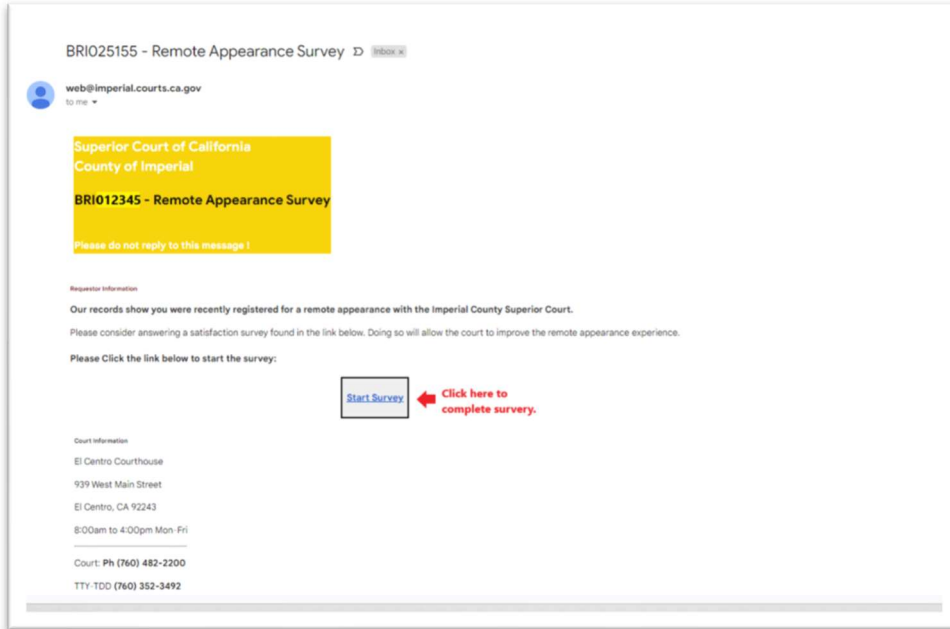 BRI025155 - Remote Appearance Survey Inbox x
web@imperial.courts.ca.gov
to me
Superior Court of California
County of Imperial
BRI012345 - Remote Appearance Survey
Please do not reply to this message !
Requestor Information
Our records show you were recently registered for a remote appearance with the Imperial County Superior Court.
Please consider answering a satisfaction survey found in the link below. Doing so will allow the court to improve the remote appearance experience.
Please Click the link below to start the survey:
Start Survey
Click here to
complete survery.
Court Information
El Centro Courthouse
939 West Main Street
El Centro, CA 92243
8:00am to 4:00pm Mon-Fri
Court: Ph (760) 482-2200
TTY-TDD (760) 352-3492